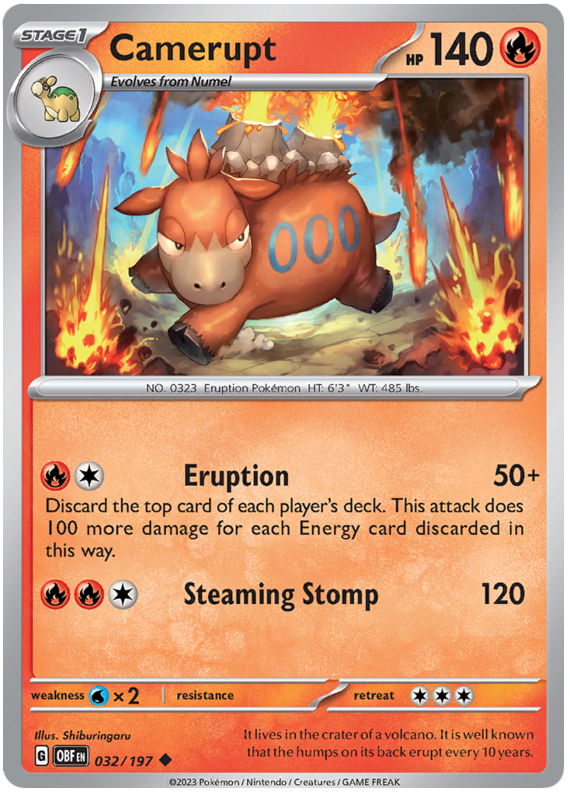 STAGE1
Camerupt
HP 140
Evolves from Numel
NO. 0323 Eruption Pokémon HT: 6'3" WT: 485 lbs.
Eruption 50+
Discard the top card of each player's deck. This attack does
100 more damage for each Energy card discarded in
this way.
Steaming Stomp 120
weakness ×2 resistance retreat
Illus. Shiburingaru
It lives in the crater of a volcano. It is well known
that the humps on its back erupt every 10 years.
G OBF EN 032/197
©2023 Pokémon / Nintendo / Creatures / GAME FREAK